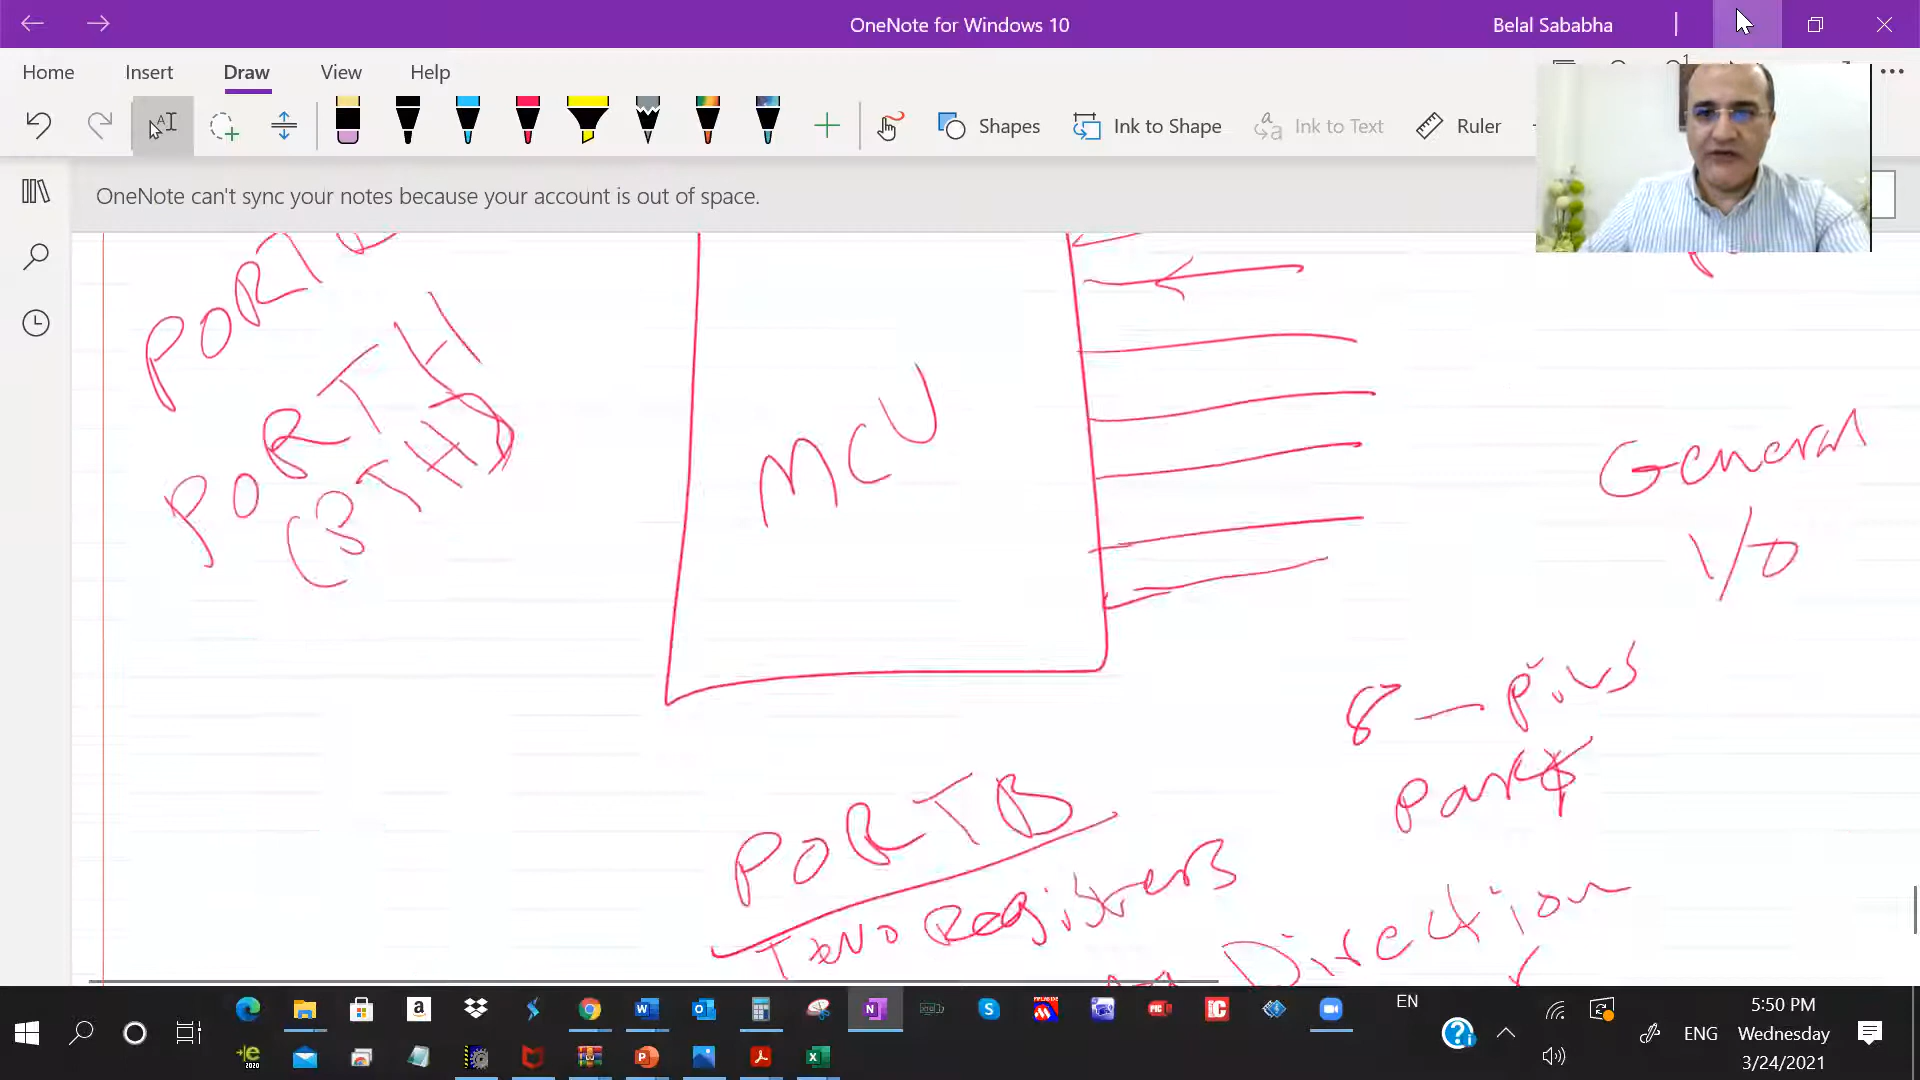 OneNote for Windows 10
Belal Sababha
Home Insert Draw View Help
Shapes
Ink to Shape
Ink to Text
Ruler
OneNote can't sync your notes because your account is out of space.
PORTH
(PTH)
MCU
General
I/O
8-pins
PORTB
Two Registers
Direction
EN
5:50 PM
ENG Wednesday
3/24/2021